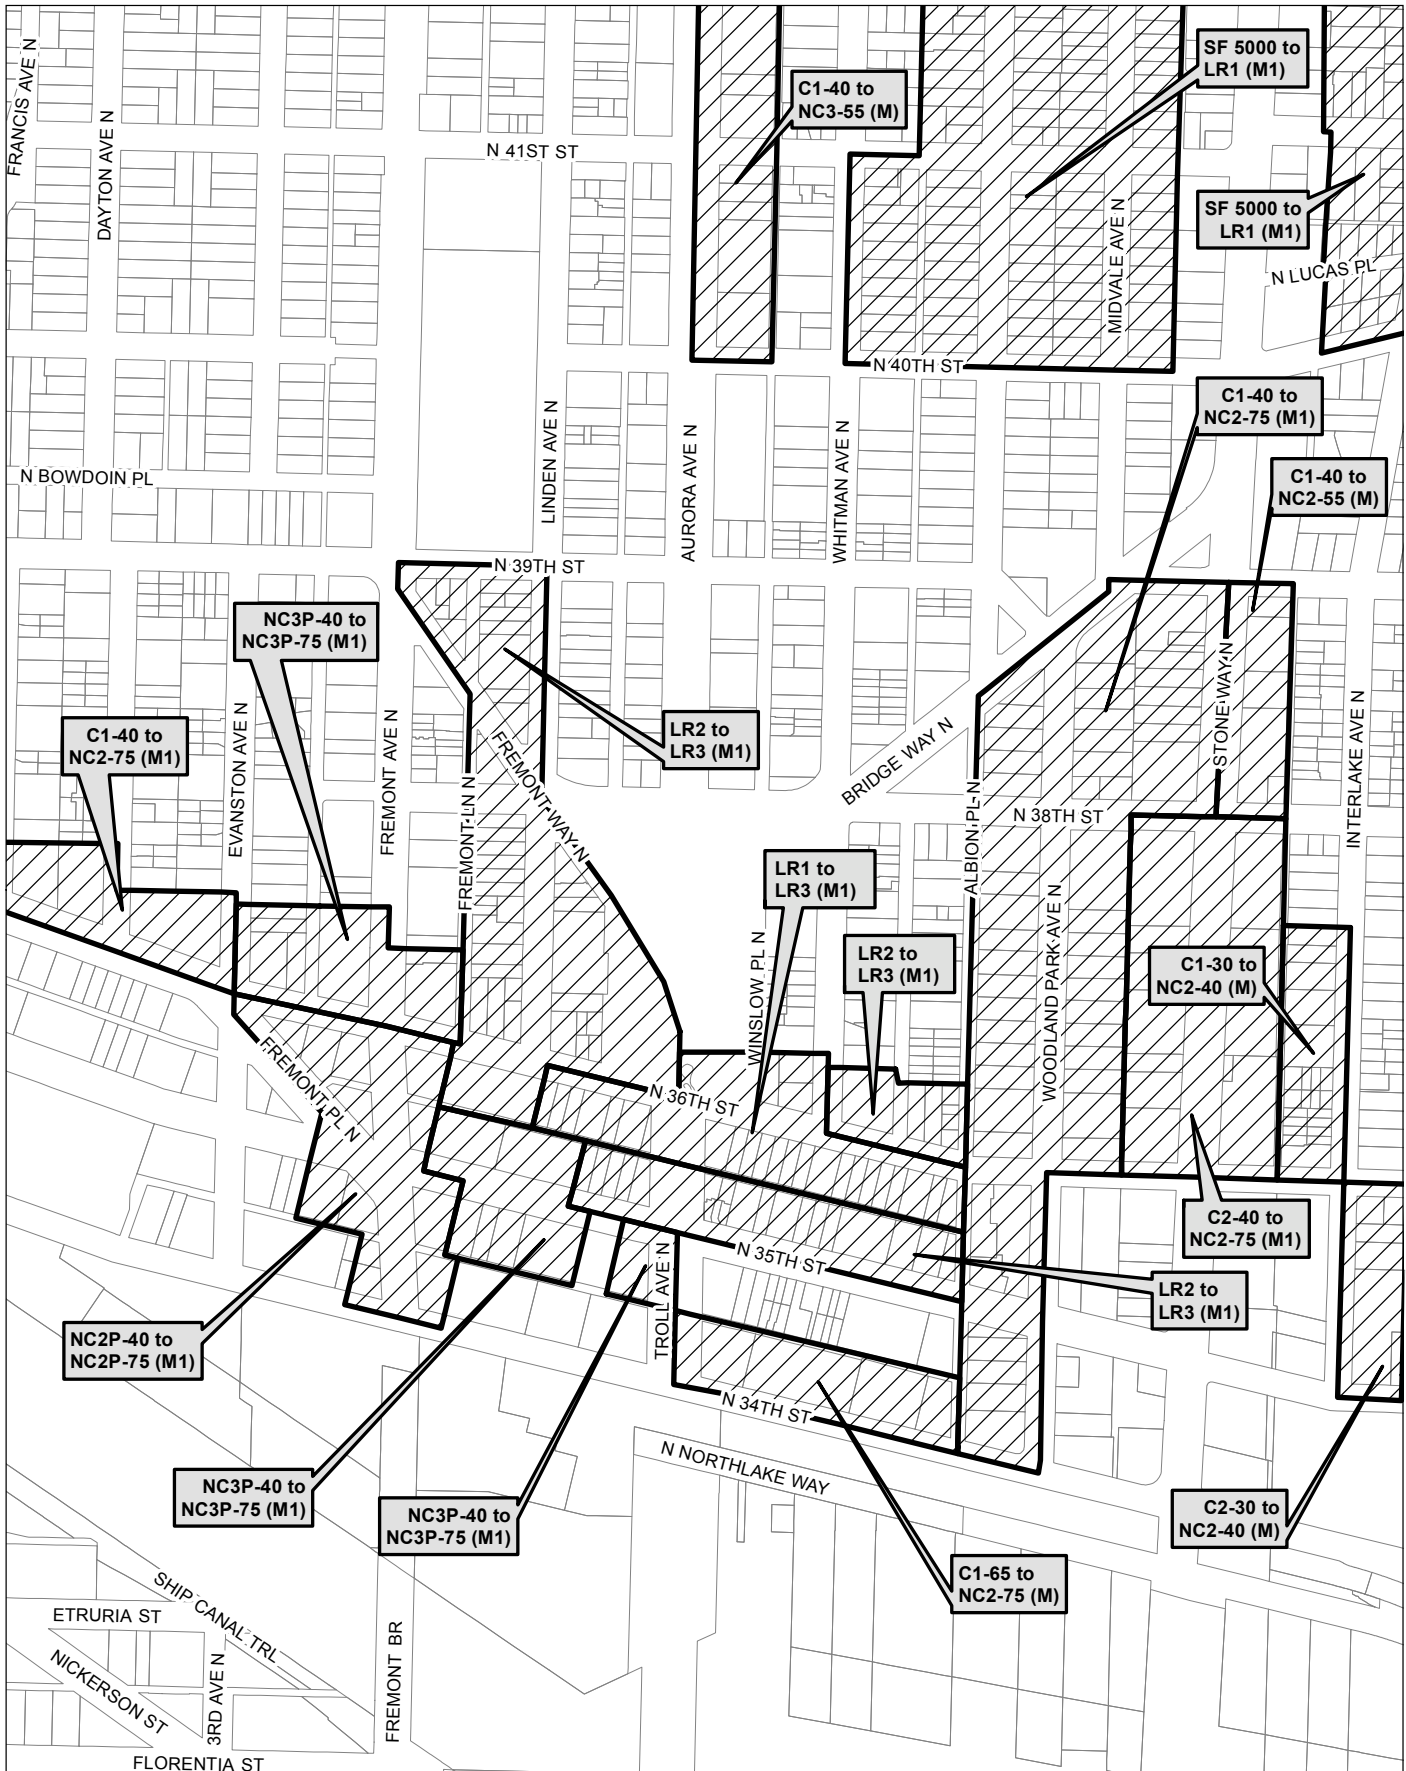 SF 5000 to
LR1 (M1)
FRANCIS AVE N
C1-40 to
NC3-55 (M)
DAYTON AVE N
N 41ST ST
SF 5000 to
LR1 (M1)
MIDVALE AVE N
N LUCAS PL
N 40TH ST
C1-40 to
NC2-75 (M1)
LINDEN AVE N
AURORA AVE N
WHITMAN AVE N
N BOWDOIN PL
C1-40 to
NC2-55 (M)
N 39TH ST
NC3P-40 to
NC3P-75 (M1)
STONE WAY N
INTERLAKE AVE N
C1-40 to
NC2-75 (M1)
EVANSTON AVE N
FREMONT AVE N
LR2 to
LR3 (M1)
BRIDGE WAY N
FREMONT WAY N
FREMONT LN N
ALBION PL N
N 38TH ST
LR1 to
LR3 (M1)
WOODLAND PARK AVE N
WINSLOW PL N
LR2 to
LR3 (M1)
C1-30 to
NC2-40 (M)
FREMONT PL N
N 36TH ST
C2-40 to
NC2-75 (M1)
N 35TH ST
TROLL AVE N
LR2 to
LR3 (M1)
NC2P-40 to
NC2P-75 (M1)
N 34TH ST
N NORTHLAKE WAY
NC3P-40 to
NC3P-75 (M1)
NC3P-40 to
NC3P-75 (M1)
C2-30 to
NC2-40 (M)
C1-65 to
NC2-75 (M)
SHIP CANAL TRL
ETRURIA ST
NICKERSON ST
3RD AVE N
FREMONT BR
FLORENTIA ST